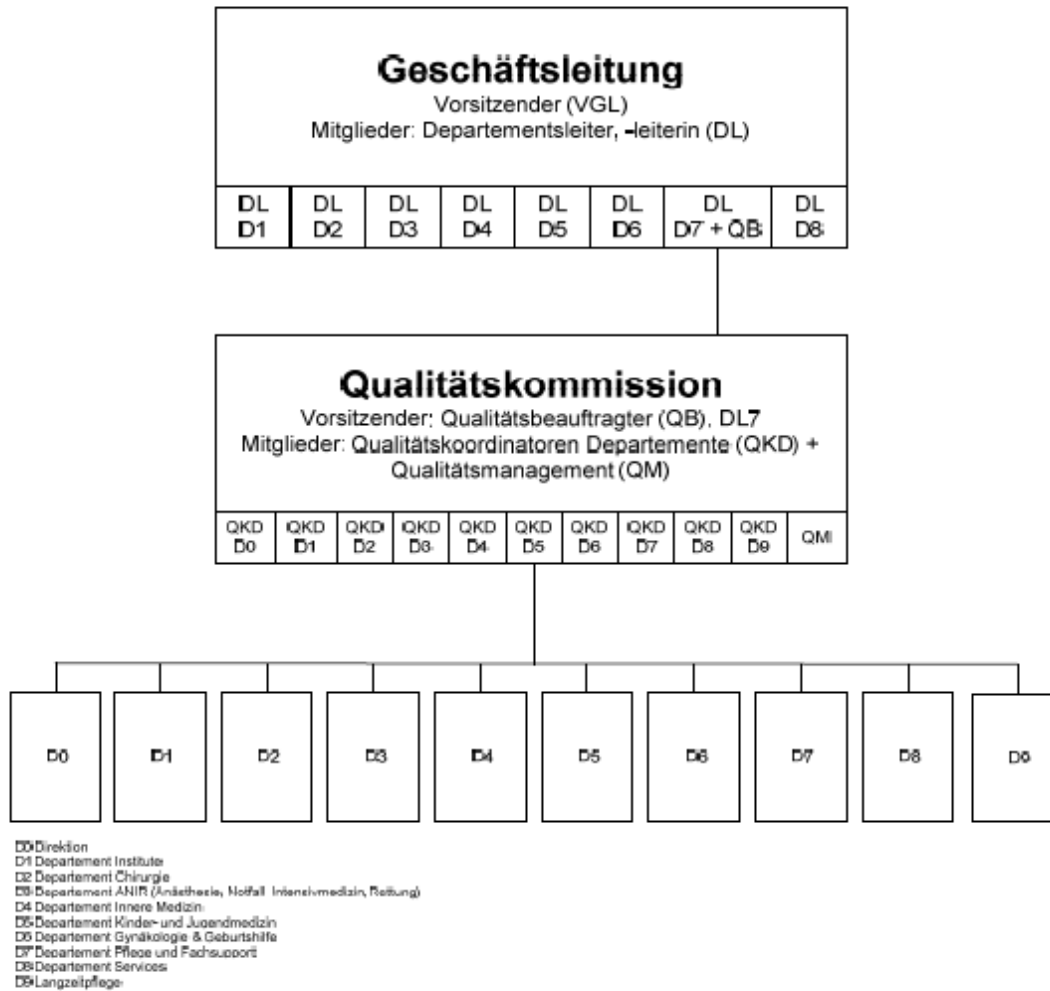 Geschäftsleitung
Vorsitzender (VGL)
Mitglieder: Departementsleiter, -leiterin (DL)
DL DL DL DL DL DL DL DL
D1 D2 D3 D4 D5 D6 D7 + QB D8
Qualitätskommission
Vorsitzender: Qualitätsbeauftragter (QB), DL7
Mitglieder: Qualitätskoordinatoren Departemente (QKD) +
Qualitätsmanagement (QM)
QKD QKD QKD QKD QKD QKD QKD QKD QKD QKD QM
D0 D1 D2 D3 D4 D5 D6 D7 D8 D9
D0 D1 D2 D3 D4 D5 D6 D7 D8 D9
D0 Direktion
D1 Departement Institute
D2 Departement Chirurgie
D3 Departement ANIR (Anästhesie, Notfall, Intensivmedizin, Rettung)
D4 Departement Innere Medizin
D5 Departement Kinder- und Jugendmedizin
D6 Departement Gynäkologie & Geburtshilfe
D7 Departement Pflege und Fachsupport
D8 Departement Services
D9 Langzeitpflege